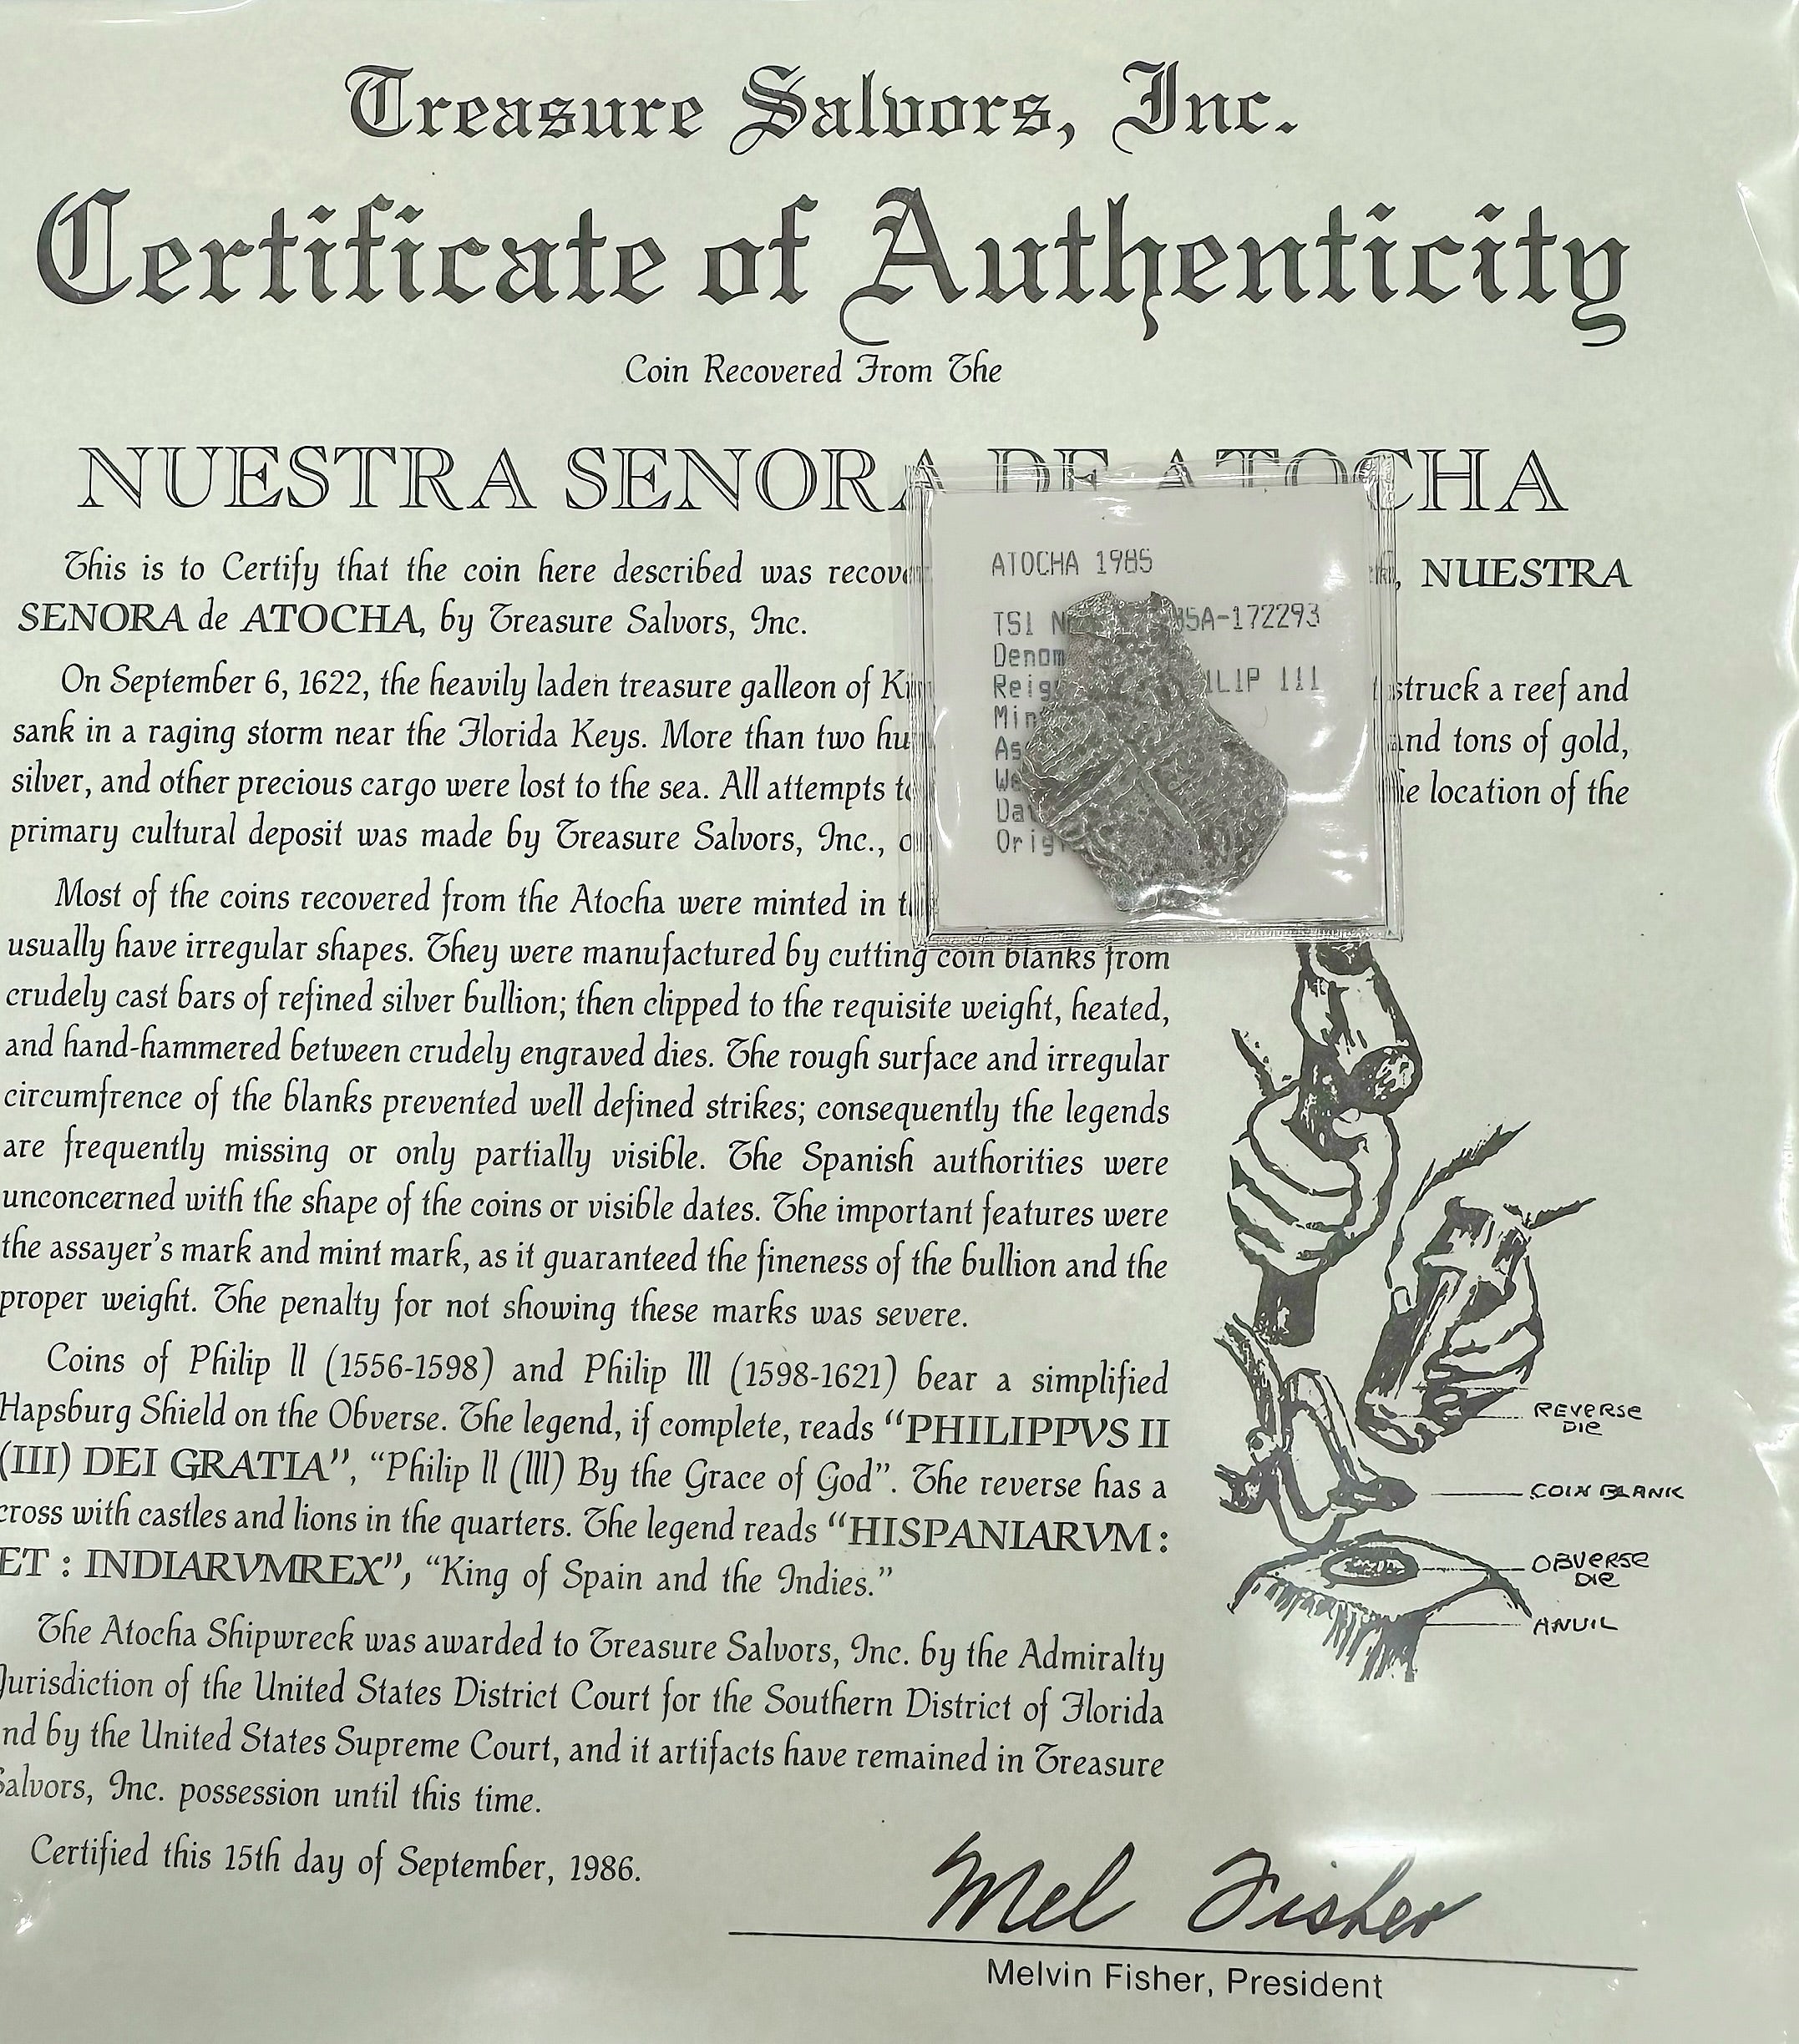 Treasure Salvors, Inc.
Certificate of Authenticity
Coin Recovered From The
NUESTRA SENORA DE ATOCHA
This is to Certify that the coin here described was recove NUESTRA
SENORA de ATOCHA, by Treasure Salvors, Inc.
On September 6, 1622, the heavily laden treasure galleon of Ki struck a reef and
sank in a raging storm near the Florida Keys. More than two hu and tons of gold,
silver, and other precious cargo were lost to the sea. All attempts to location of the
primary cultural deposit was made by Treasure Salvors, Inc.,
Most of the coins recovered from the Atocha were minted in
usually have irregular shapes. They were manufactured by cutting coin blanks from
crudely cast bars of refined silver bullion; then clipped to the requisite weight, heated,
and hand-hammered between crudely engraved dies. The rough surface and irregular
circumfrence of the blanks prevented well defined strikes; consequently the legends
are frequently missing or only partially visible. The Spanish authorities were
unconcerned with the shape of the coins or visible dates. The important features were
the assayer's mark and mint mark, as it guaranteed the fineness of the bullion and the
proper weight. The penalty for not showing these marks was severe.
Coins of Philip ll (1556-1598) and Philip lll (1598-1621) bear a simplified
Hapsburg Shield on the Obverse. The legend, if complete, reads "PHILIPPVS II
(III) DEI GRATIA", "Philip ll (lll) By the Grace of God". The reverse has a
cross with castles and lions in the quarters. The legend reads "HISPANIARVM :
ET : INDIARVMREX", "King of Spain and the Indies."
The Atocha Shipwreck was awarded to Treasure Salvors, Inc. by the Admiralty
Jurisdiction of the United States District Court for the Southern District of Florida
nd by the United States Supreme Court, and it artifacts have remained in Treasure
Salvors, Inc. possession until this time.
Certified this 15th day of September, 1986.
Mel Fisher
Melvin Fisher, President
ATOCHA 1985
TSI N 85A-172293
Denom
Reig ILIP III
Min
As
We
Da
Orig
REVERSE
DIE
COIN BLANK
OBVERSE
DIE
ANVIL